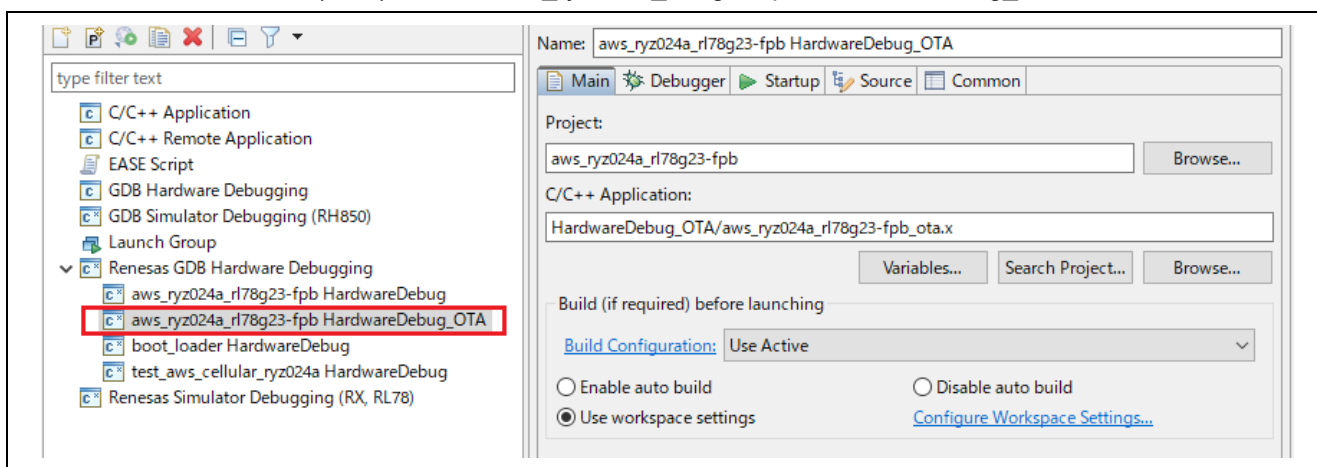 type filter text
C/C++ Application
C/C++ Remote Application
EASE Script
GDB Hardware Debugging
GDB Simulator Debugging (RH850)
Launch Group
Renesas GDB Hardware Debugging
aws_ryz024a_rl78g23-fpb HardwareDebug
aws_ryz024a_rl78g23-fpb HardwareDebug_OTA
boot_loader HardwareDebug
test_aws_cellular_ryz024a HardwareDebug
Renesas Simulator Debugging (RX, RL78)
Name: aws_ryz024a_rl78g23-fpb HardwareDebug_OTA
Main Debugger Startup Source Common
Project:
aws_ryz024a_rl78g23-fpb Browse...
C/C++ Application:
HardwareDebug_OTA/aws_ryz024a_rl78g23-fpb_ota.x
Variables... Search Project... Browse...
Build (if required) before launching
Build Configuration: Use Active
Enable auto build Disable auto build
Use workspace settings Configure Workspace Settings...